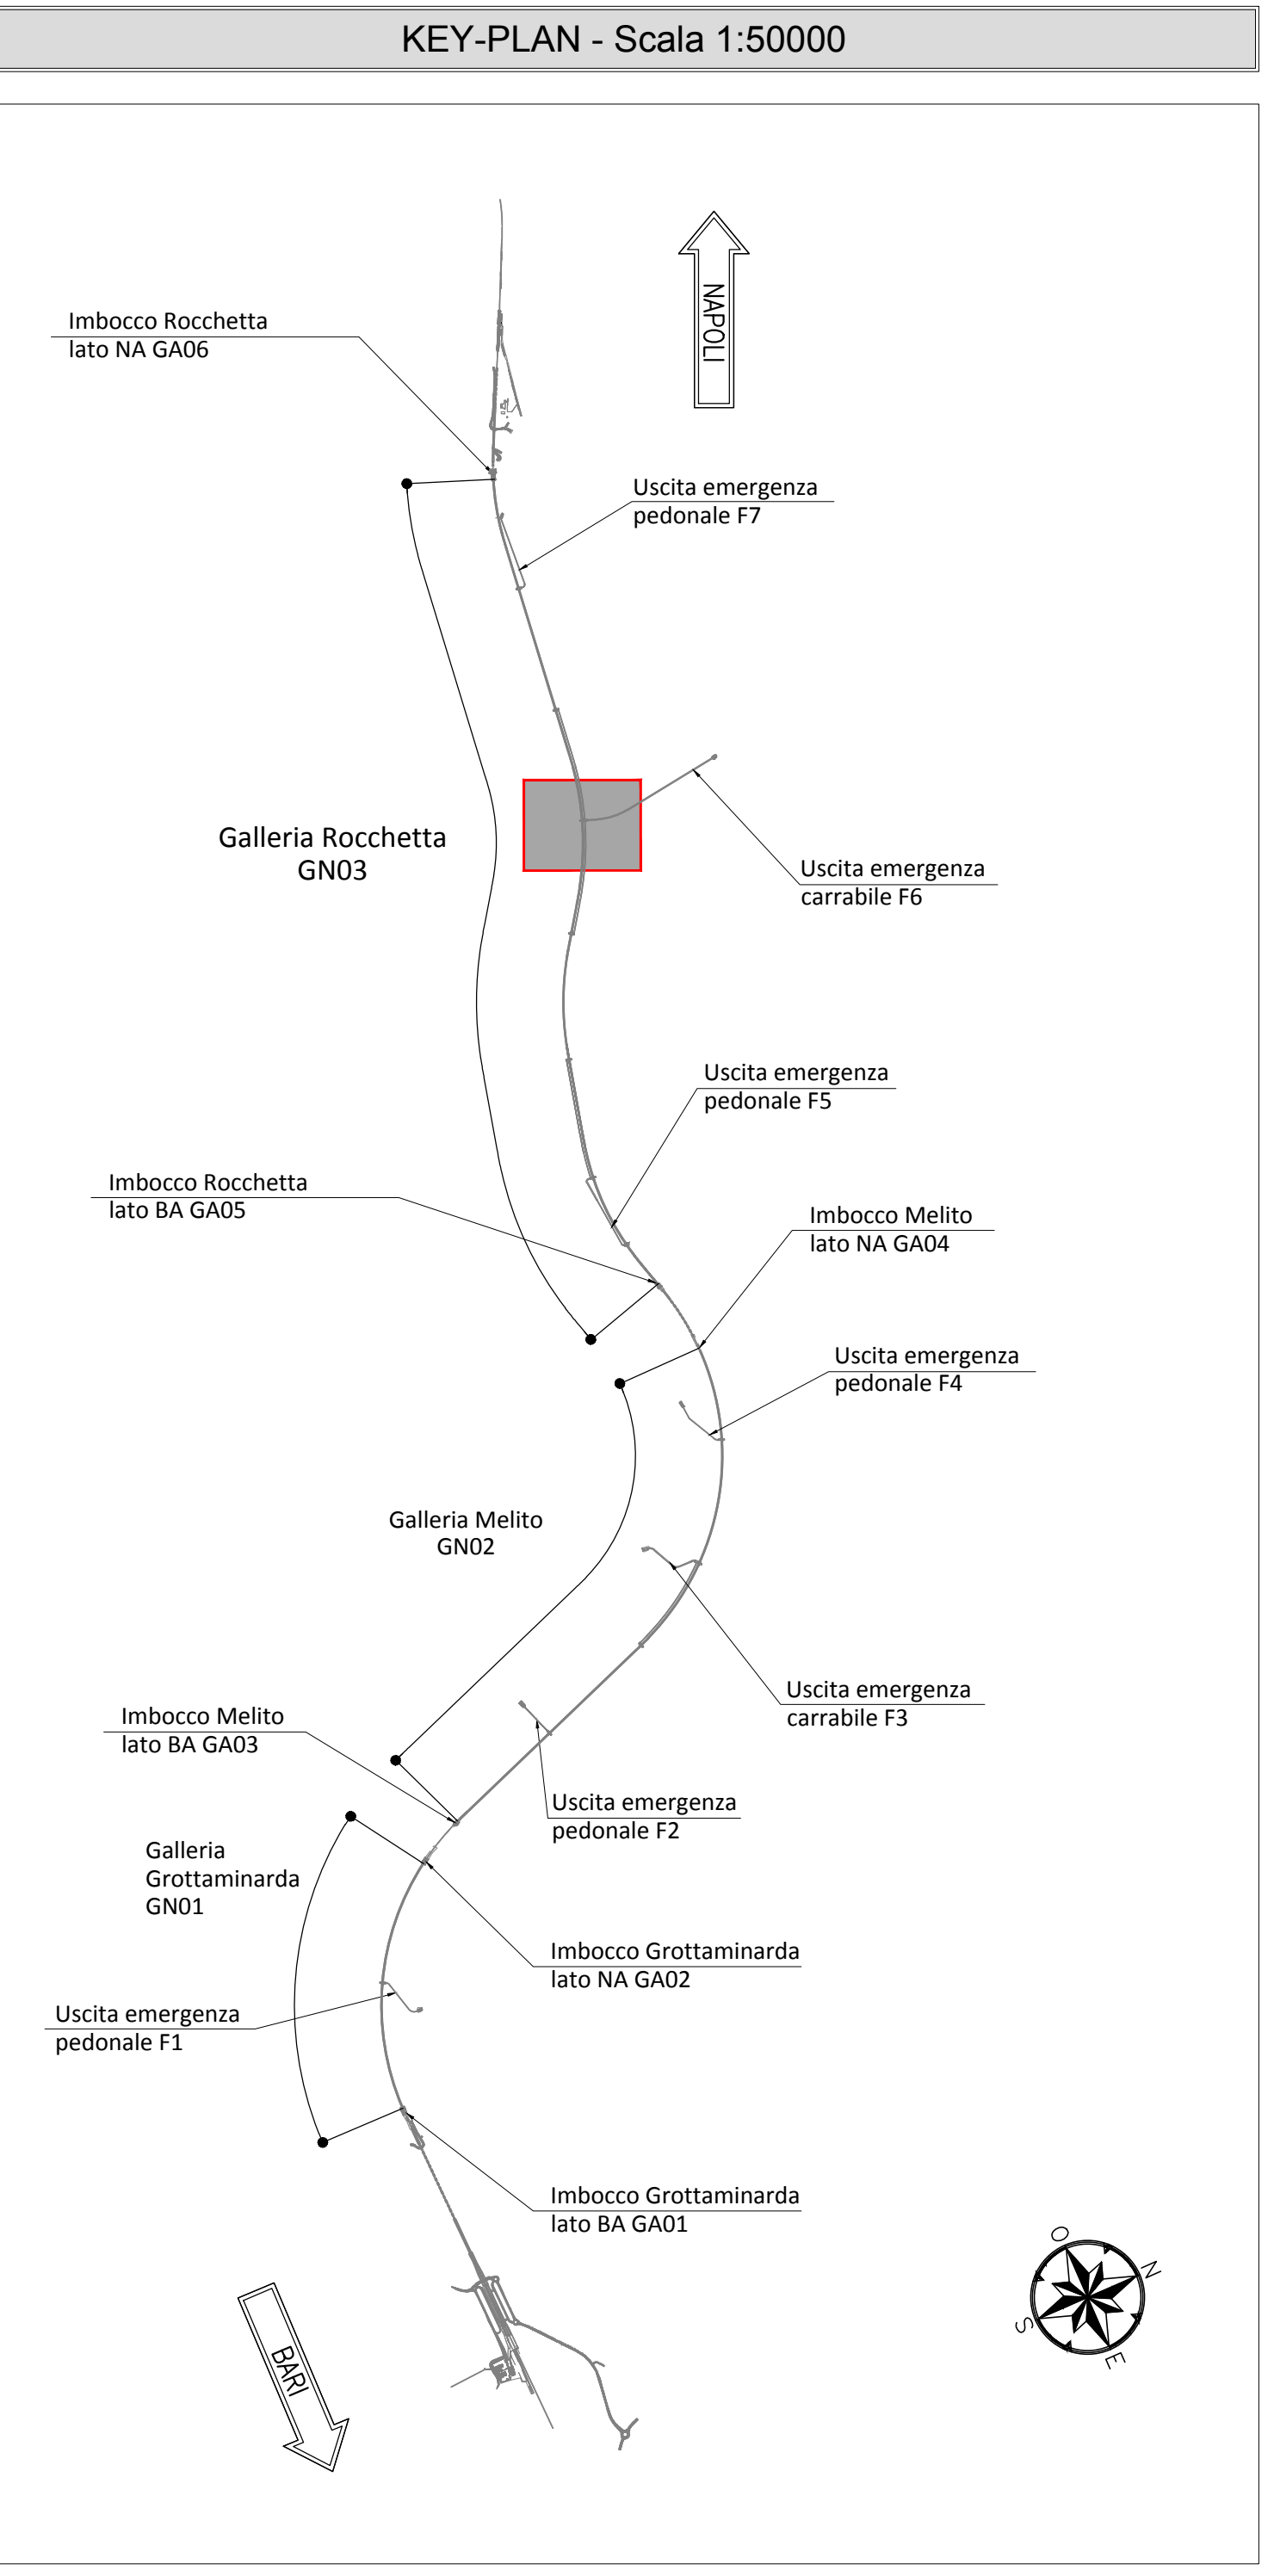 KEY-PLAN - Scala 1:50000
NAPOLI
Imbocco Rocchetta
lato NA GA06
Uscita emergenza
pedonale F7
Galleria Rocchetta
GN03
Uscita emergenza
carrabile F6
Uscita emergenza
pedonale F5
Imbocco Rocchetta
lato BA GA05
Imbocco Melito
lato NA GA04
Uscita emergenza
pedonale F4
Galleria Melito
GN02
Uscita emergenza
carrabile F3
Imbocco Melito
lato BA GA03
Uscita emergenza
pedonale F2
Galleria
Grottaminarda
GN01
Imbocco Grottaminarda
lato NA GA02
Uscita emergenza
pedonale F1
Imbocco Grottaminarda
lato BA GA01
O
N
S
E
BARI